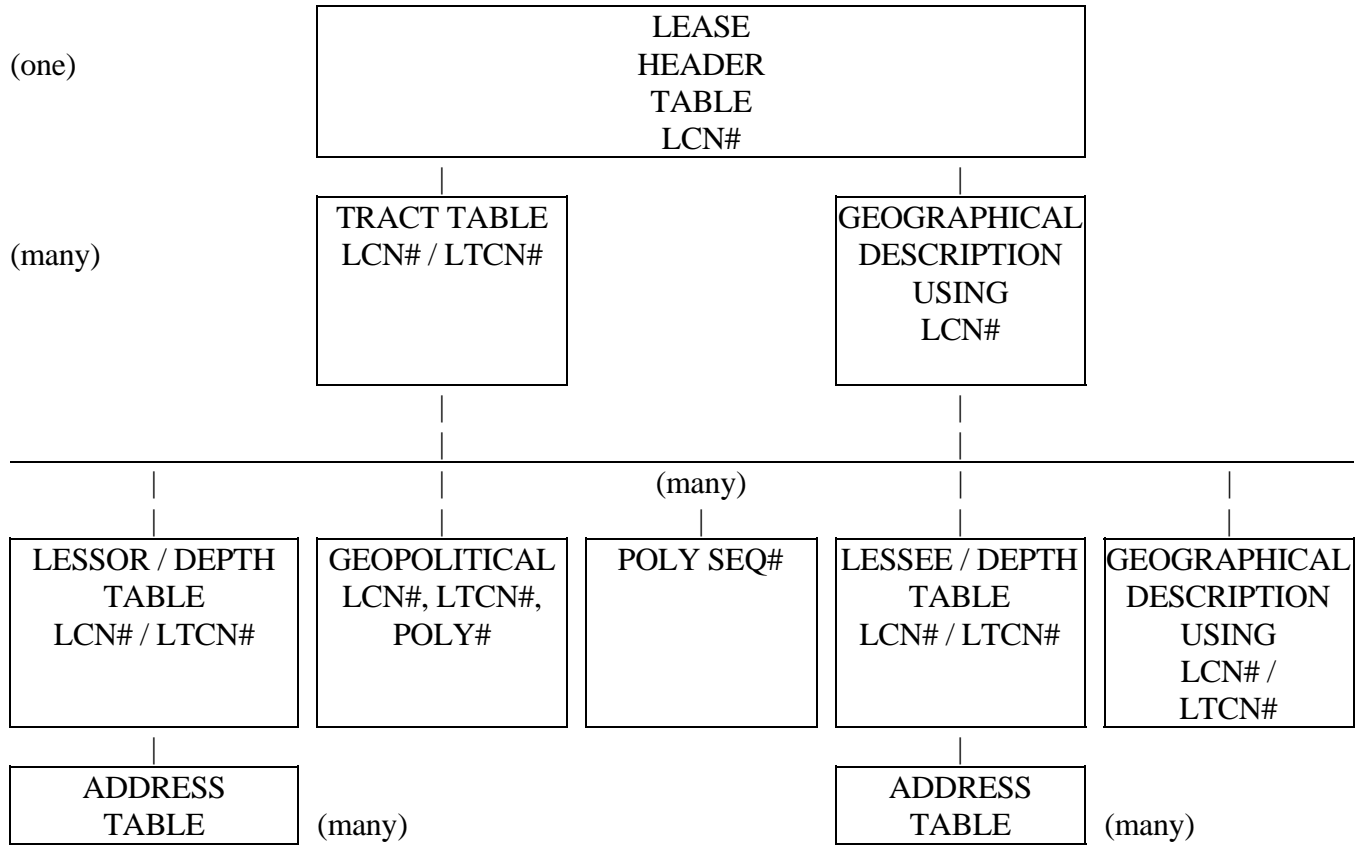 LEASE
(one) HEADER
TABLE
LCN#
TRACT TABLE
(many) LCN# / LTCN#
GEOGRAPHICAL
DESCRIPTION
USING
LCN#
(many)
LESSOR / DEPTH
TABLE
LCN# / LTCN#
GEOPOLITICAL
LCN#, LTCN#,
POLY#
POLY SEQ#
LESSEE / DEPTH
TABLE
LCN# / LTCN#
GEOGRAPHICAL
DESCRIPTION
USING
LCN# /
LTCN#
ADDRESS
TABLE (many)
ADDRESS
TABLE (many)